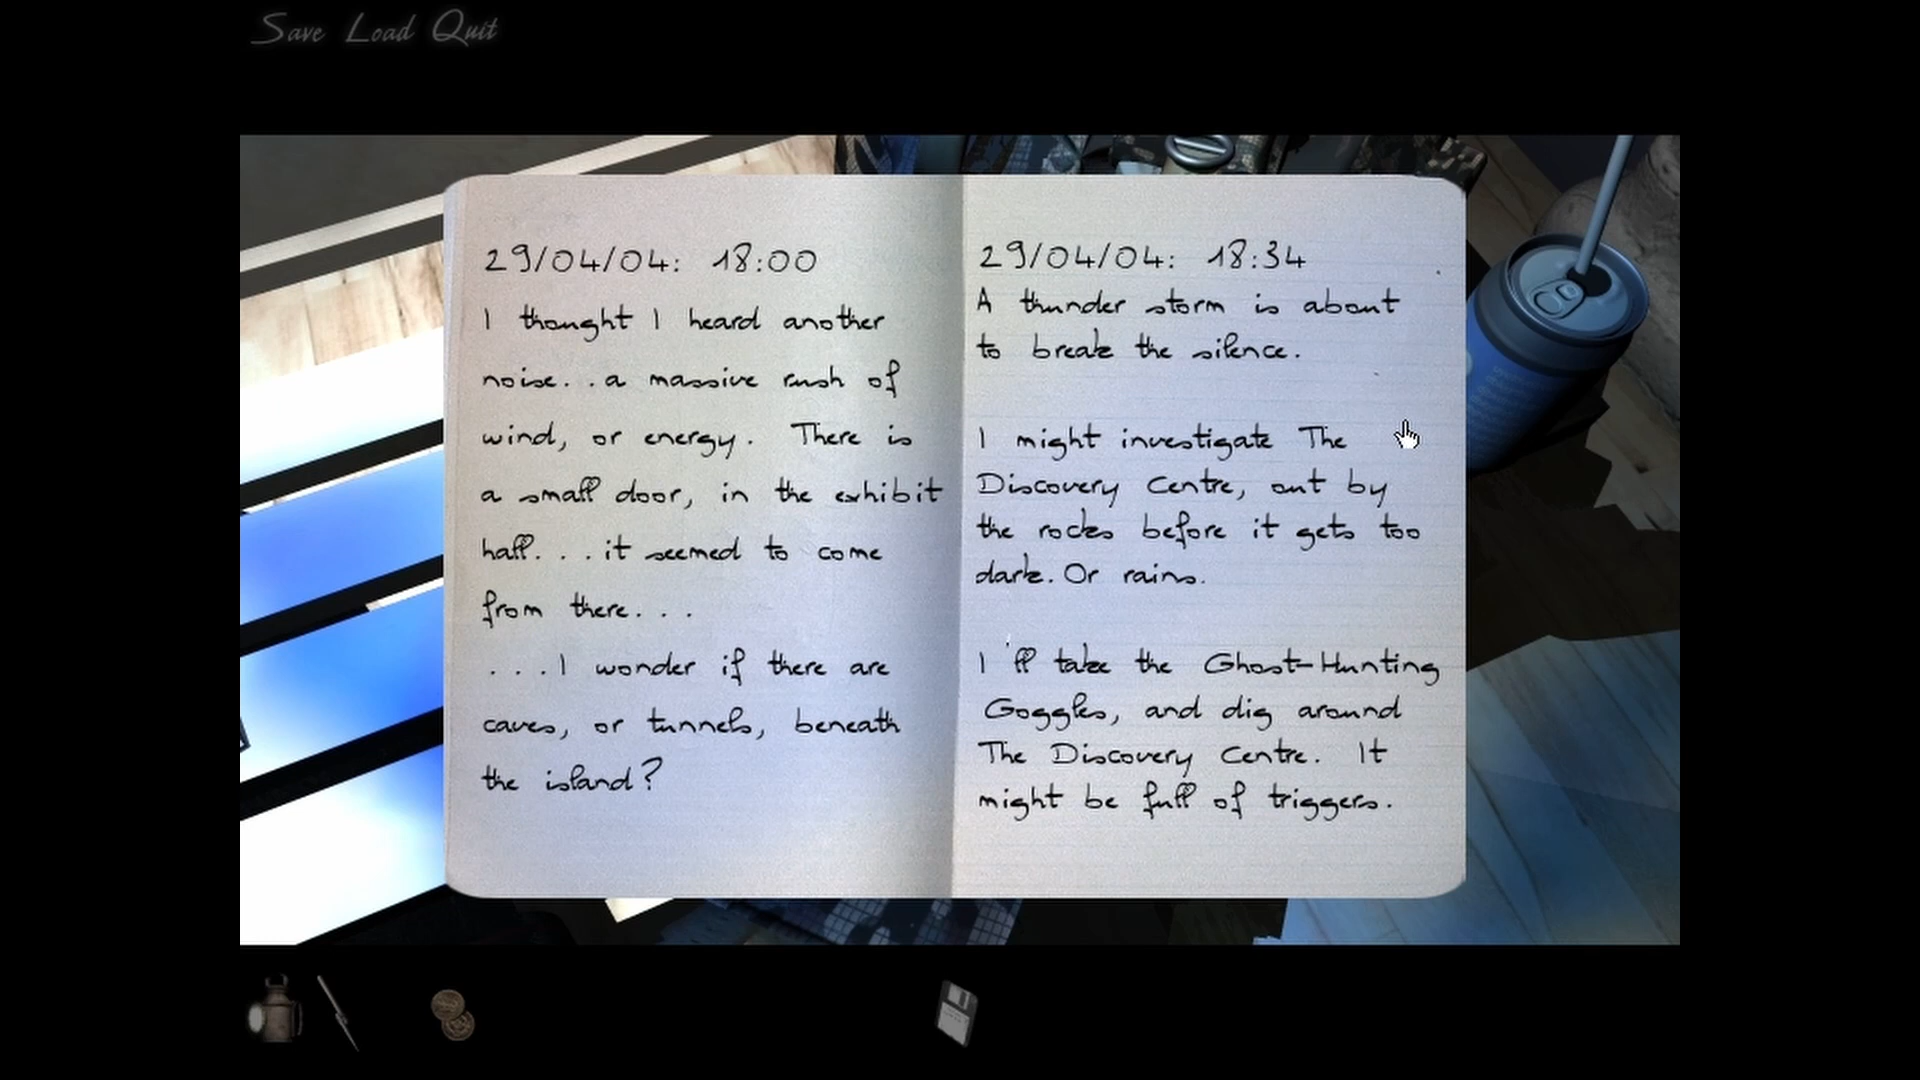 Save Load Quit
29/04/04: 18:00
I thought I heard another
noise...a massive rush of
wind, or energy. There is
a small door, in the exhibit
hall...it seemed to come
from there...
...I wonder if there are
caves, or tunnels, beneath
the island?
29/04/04: 18:34
A thunder storm is about
to break the silence.
I might investigate The
Discovery Centre, out by
the rocks before it gets too
dark. Or rains.
I'll take the Ghost-Hunting
Goggles, and dig around
The Discovery Centre. It
might be full of triggers.